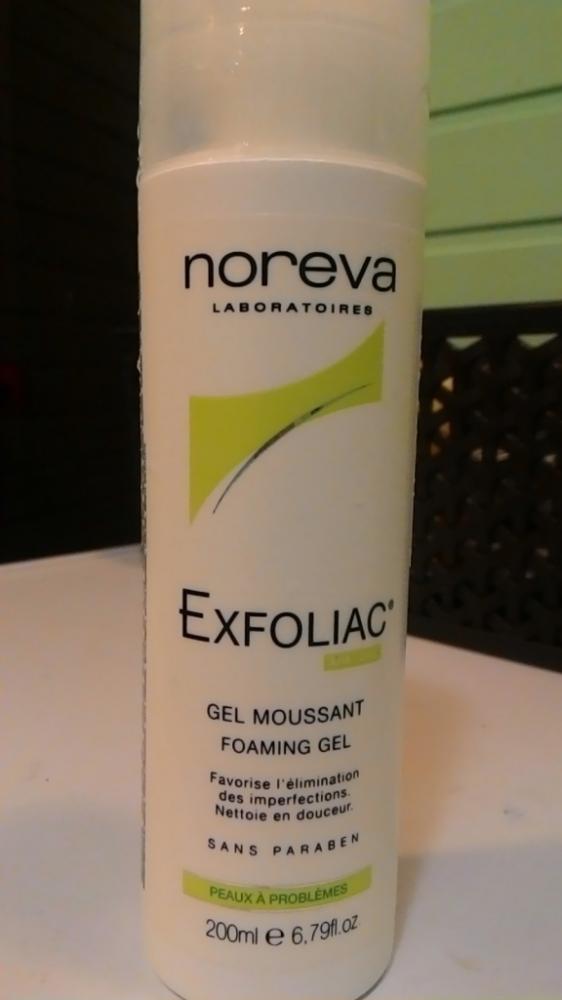 noreva
LABORATOIRES
EXFOLIAC®
GEL MOUSSANT
FOAMING GEL
Favorise l'élimination
des imperfections.
Nettoie en douceur.
SANS PARABEN
PEAUX À PROBLÈMES
200ml e 6,79fl.oz.